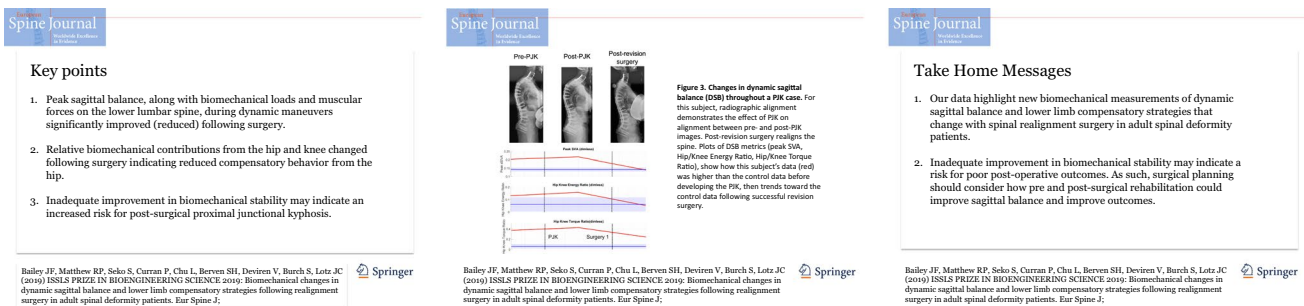 European
Spine Journal
Worldwide Excellence
in Evidence
Key points
1. Peak sagittal balance, along with biomechanical loads and muscular
forces on the lower lumbar spine, during dynamic maneuvers
significantly improved (reduced) following surgery.
2. Relative biomechanical contributions from the hip and knee changed
following surgery indicating reduced compensatory behavior from the
hip.
3. Inadequate improvement in biomechanical stability may indicate an
increased risk for post-surgical proximal junctional kyphosis.
Bailey JF, Matthew RP, Seko S, Curran P, Chu L, Berven SH, Deviren V, Burch S, Lotz JC
(2019) ISSLS PRIZE IN BIOENGINEERING SCIENCE 2019: Biomechanical changes in
dynamic sagittal balance and lower limb compensatory strategies following realignment
surgery in adult spinal deformity patients. Eur Spine J;
Springer
European
Spine Journal
Worldwide Excellence
in Evidence
Pre-PJK Post-PJK Post-revision
surgery
Peak SVA (dimless)
Hip Knee Energy Ratio (dimless)
Hip Knee Torque Ratio(dimless)
PJK Surgery 1
Figure 3. Changes in dynamic sagittal
balance (DSB) throughout a PJK case. For
this subject, radiographic alignment
demonstrates the effect of PJK on
alignment between pre- and post-PJK
images. Post-revision surgery realigns the
spine. Plots of DSB metrics (peak SVA,
Hip/Knee Energy Ratio, Hip/Knee Torque
Ratio), show how this subject's data (red)
was higher than the control data before
developing the PJK, then trends toward the
control data following successful revision
surgery.
Bailey JF, Matthew RP, Seko S, Curran P, Chu L, Berven SH, Deviren V, Burch S, Lotz JC
(2019) ISSLS PRIZE IN BIOENGINEERING SCIENCE 2019: Biomechanical changes in
dynamic sagittal balance and lower limb compensatory strategies following realignment
surgery in adult spinal deformity patients. Eur Spine J;
Springer
European
Spine Journal
Worldwide Excellence
in Evidence
Take Home Messages
1. Our data highlight new biomechanical measurements of dynamic
sagittal balance and lower limb compensatory strategies that
change with spinal realignment surgery in adult spinal deformity
patients.
2. Inadequate improvement in biomechanical stability may indicate a
risk for poor post-operative outcomes. As such, surgical planning
should consider how pre and post-surgical rehabilitation could
improve sagittal balance and improve outcomes.
Bailey JF, Matthew RP, Seko S, Curran P, Chu L, Berven SH, Deviren V, Burch S, Lotz JC
(2019) ISSLS PRIZE IN BIOENGINEERING SCIENCE 2019: Biomechanical changes in
dynamic sagittal balance and lower limb compensatory strategies following realignment
surgery in adult spinal deformity patients. Eur Spine J;
Springer